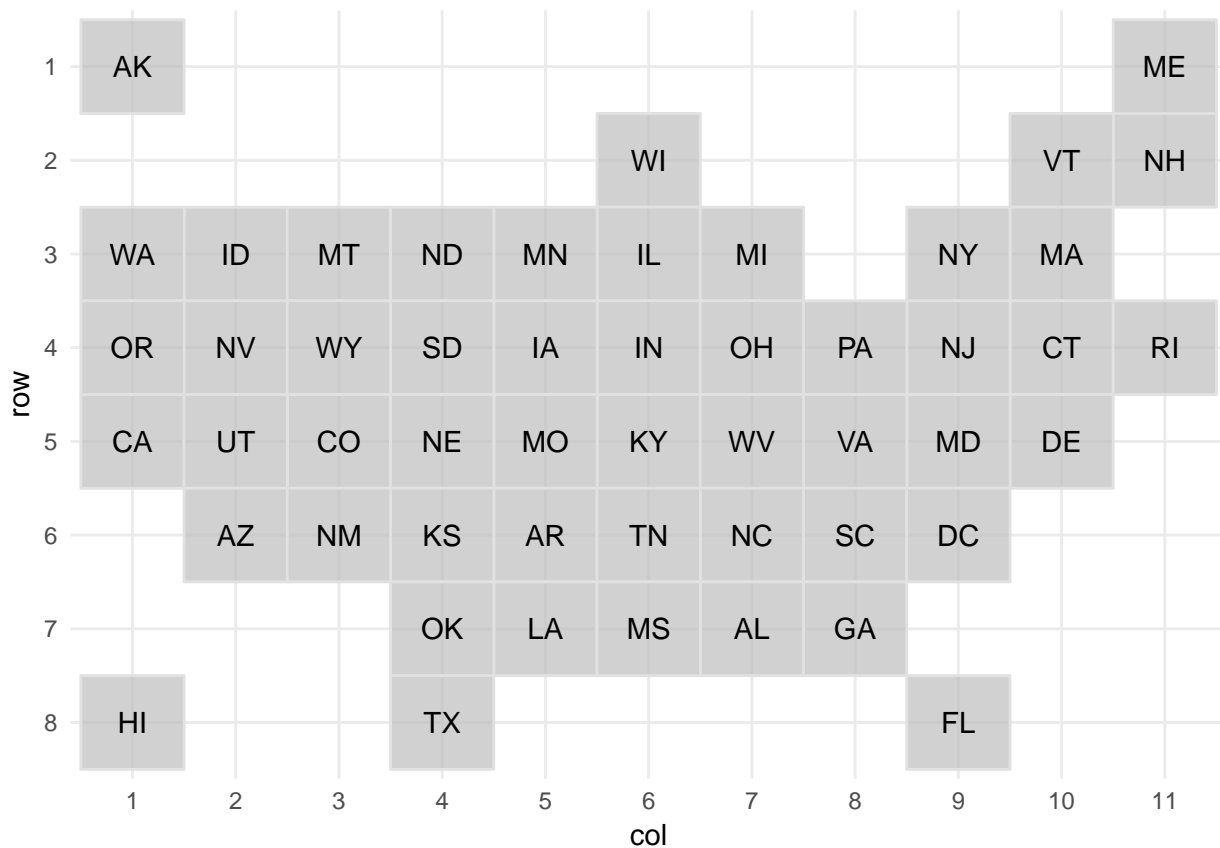 1 AK ME
2 WI VT NH
3 WA ID MT ND MN IL MI NY MA
4 OR NV WY SD IA IN OH PA NJ CT RI
row
5 CA UT CO NE MO KY WV VA MD DE
6 AZ NM KS AR TN NC SC DC
7 OK LA MS AL GA
8 HI TX FL
1 2 3 4 5 6 7 8 9 10 11
col